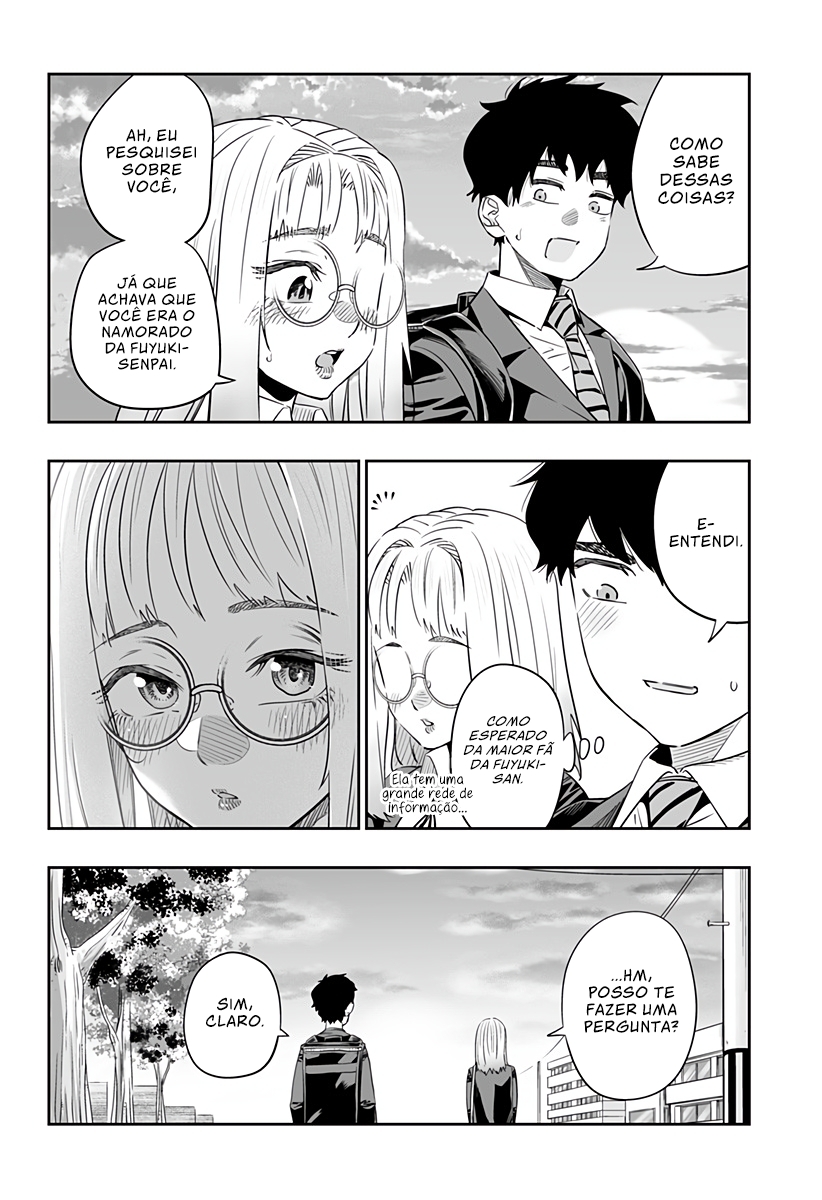 COMO
SABE
DESSAS
COISAS?
AH, EU
PESQUISEI
SOBRE
VOCÊ,
JÁ QUE
ACHAVA QUE
VOCÊ ERA O
NAMORADO
DA FUYUKI-
SENPAI.
E-
ENTENDI.
COMO
ESPERADO
DA MAIOR FÃ
DA FUYUKI-
SAN.
Ela tem uma
grande rede de
informação...
...HM,
POSSO TE
FAZER UMA
PERGUNTA?
SIM,
CLARO.